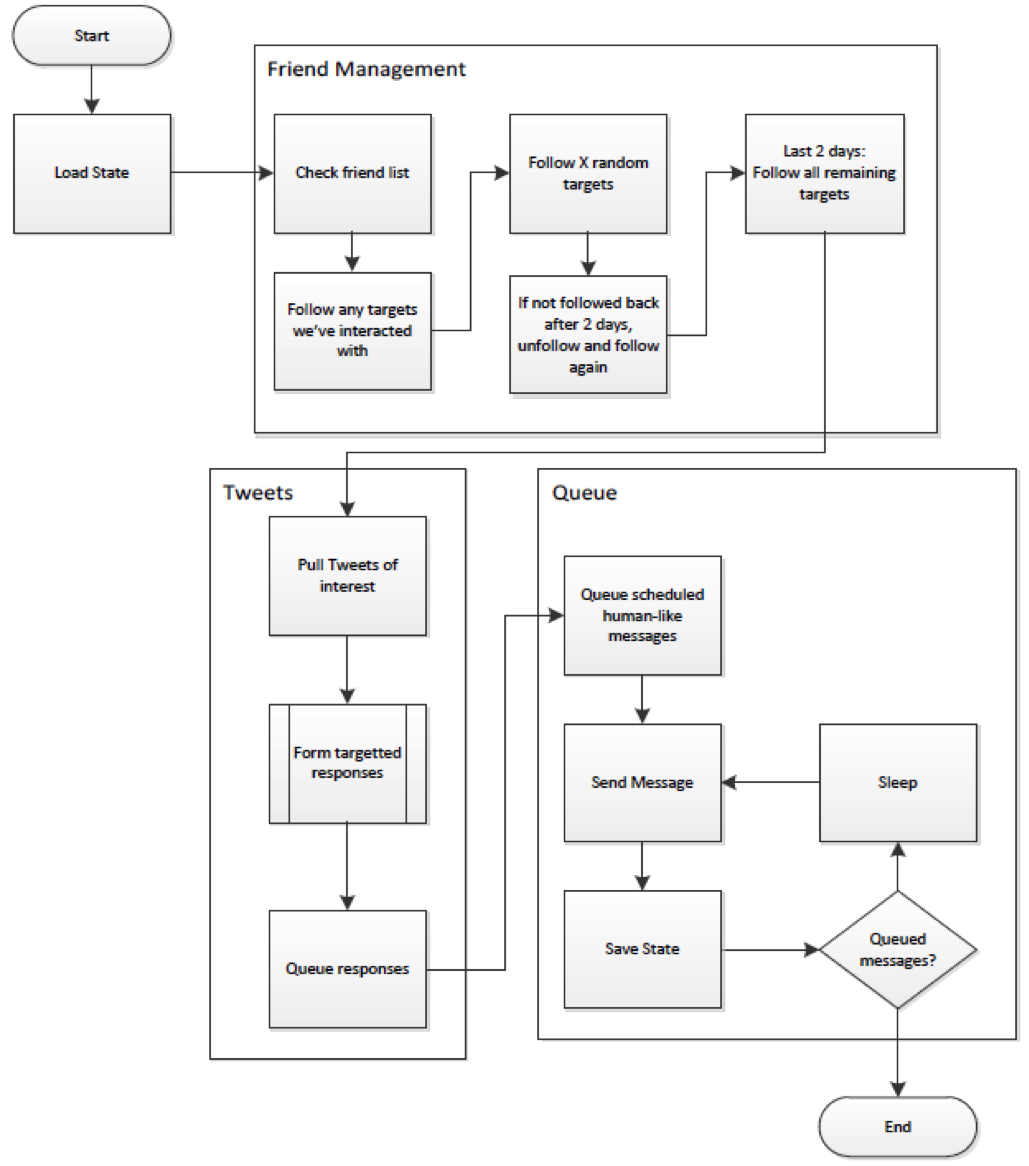 Start
Load State
Friend Management
Check friend list
Follow any targets
we've interacted
with
Follow X random
targets
If not followed back
after 2 days,
unfollow and follow
again
Last 2 days:
Follow all remaining
targets
Tweets
Pull Tweets of
interest
Form targetted
responses
Queue responses
Queue
Queue scheduled
human-like
messages
Send Message
Save State
Queued
messages?
Sleep
End